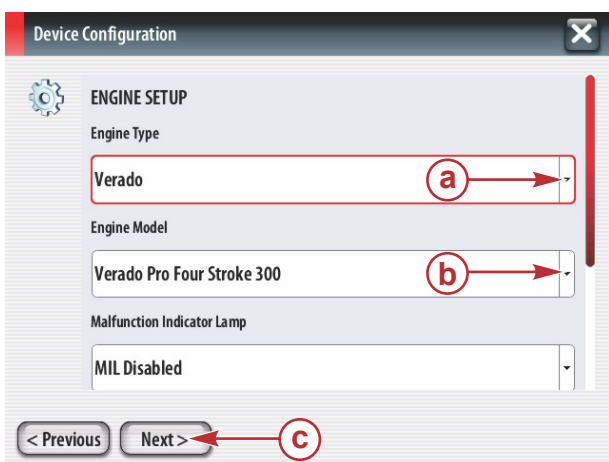 Device Configuration
ENGINE SETUP
Engine Type
Verado
a
Engine Model
Verado Pro Four Stroke 300
b
Malfunction Indicator Lamp
MIL Disabled
< Previous
Next >
c